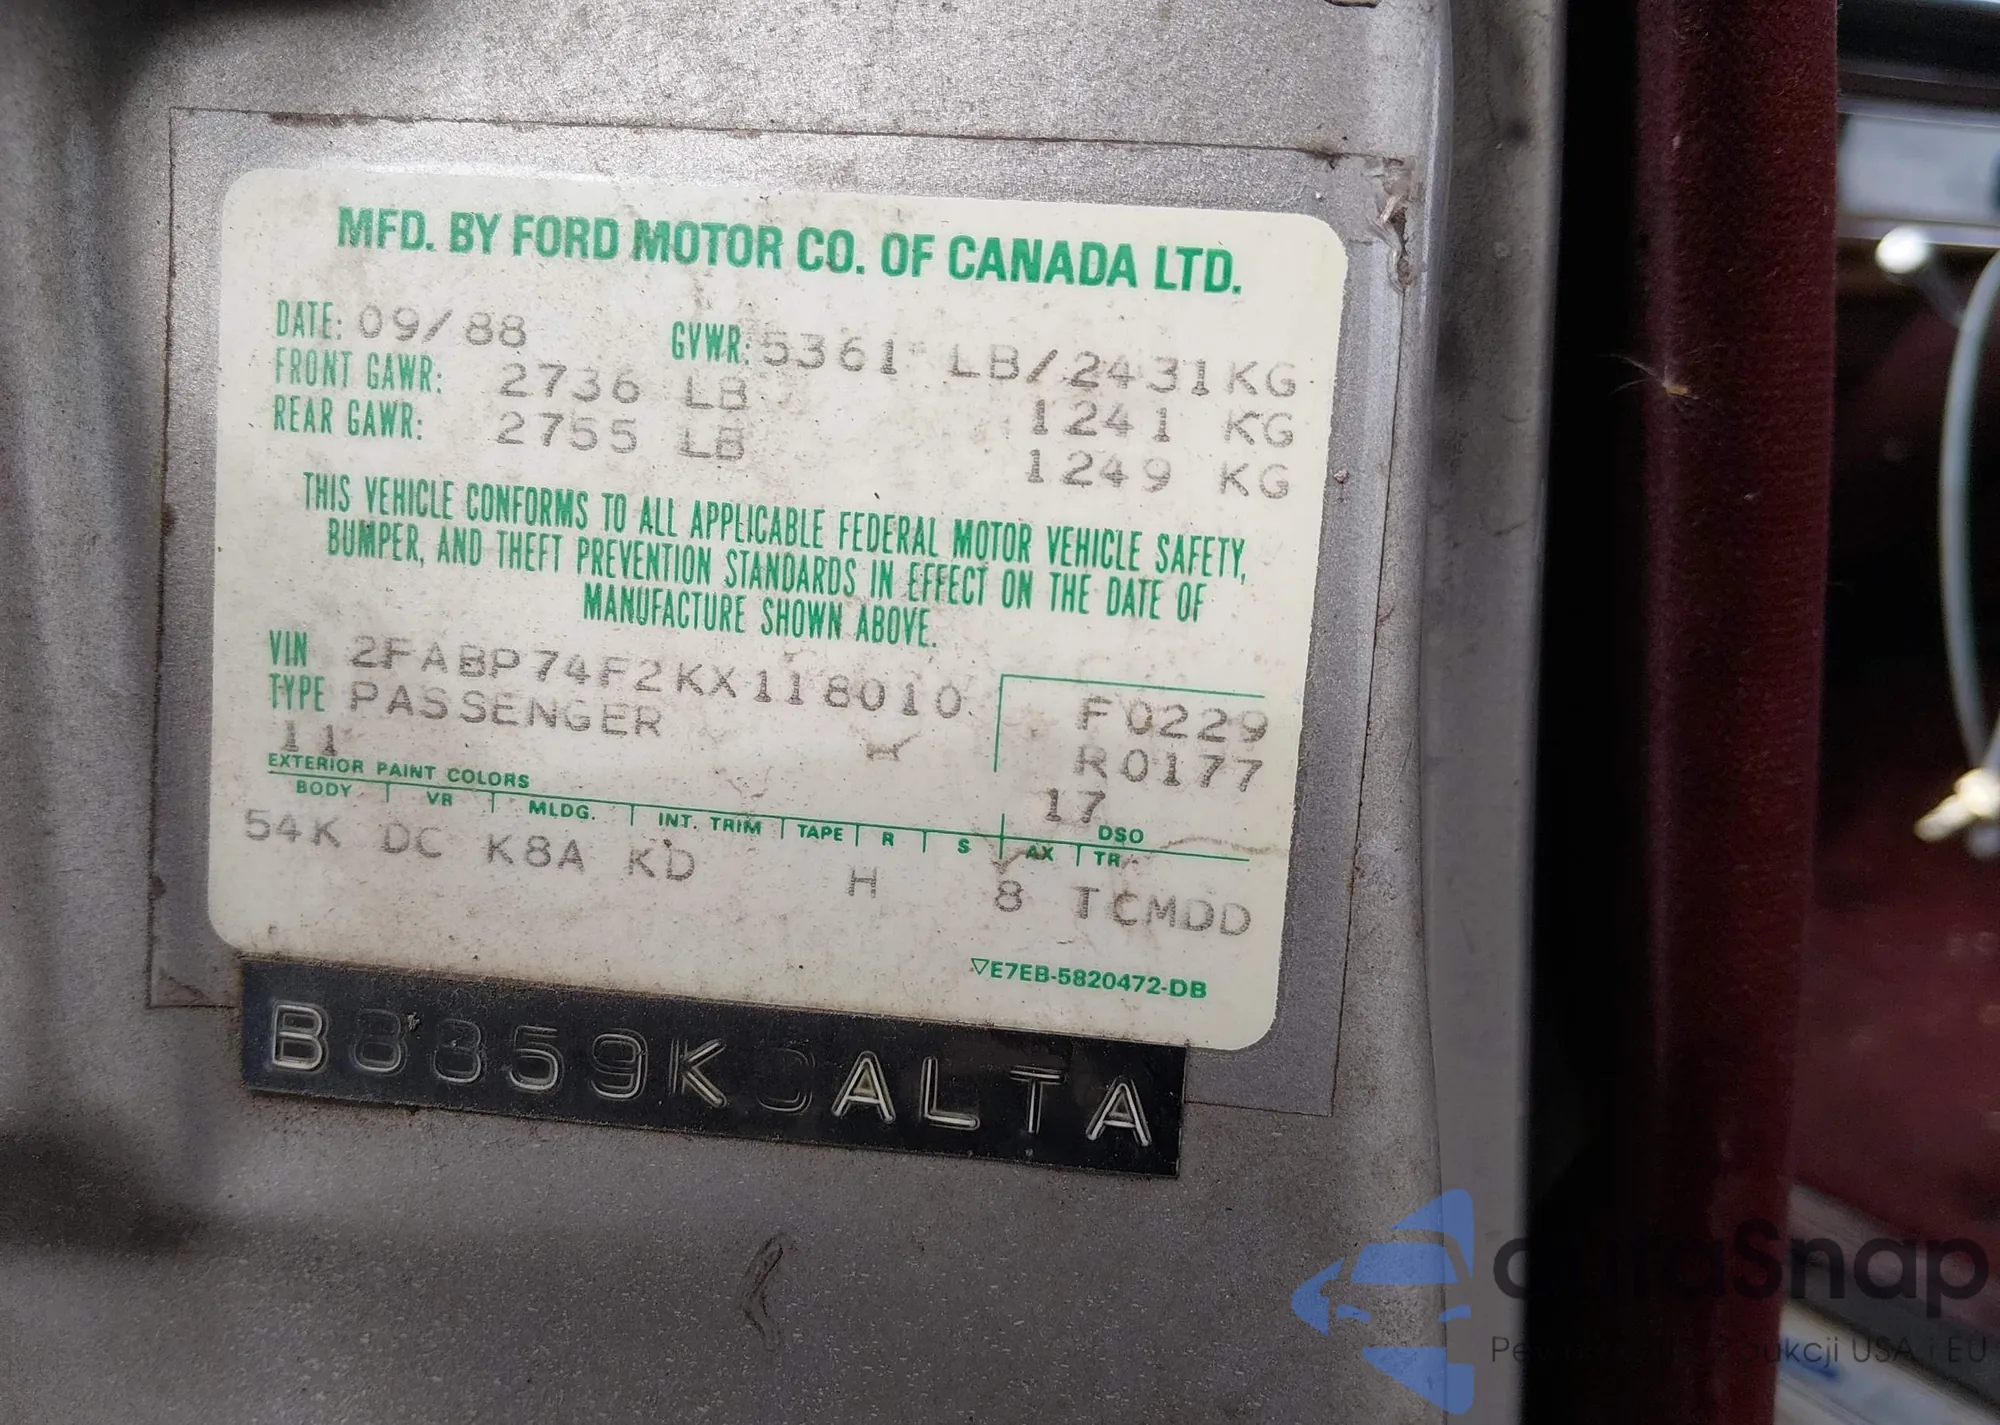 MFD. BY FORD MOTOR CO. OF CANADA LTD.
DATE: 09/88 GVWR: 5361 LB/2431KG
FRONT GAWR: 2736 LB 1241 KG
REAR GAWR: 2755 LB 1249 KG
THIS VEHICLE CONFORMS TO ALL APPLICABLE FEDERAL MOTOR VEHICLE SAFETY,
BUMPER, AND THEFT PREVENTION STANDARDS IN EFFECT ON THE DATE OF
MANUFACTURE SHOWN ABOVE.
VIN 2FABP74F2KX118010 F0229
TYPE PASSENGER R0177
11 17
EXTERIOR PAINT COLORS DSO
BODY VR MLDG. INT. TRIM TAPE R S AX TR
54K DC K8A KD H 8 TCMDD
▽E7EB-5820472-DB
ALTA
Snap
USA i EU